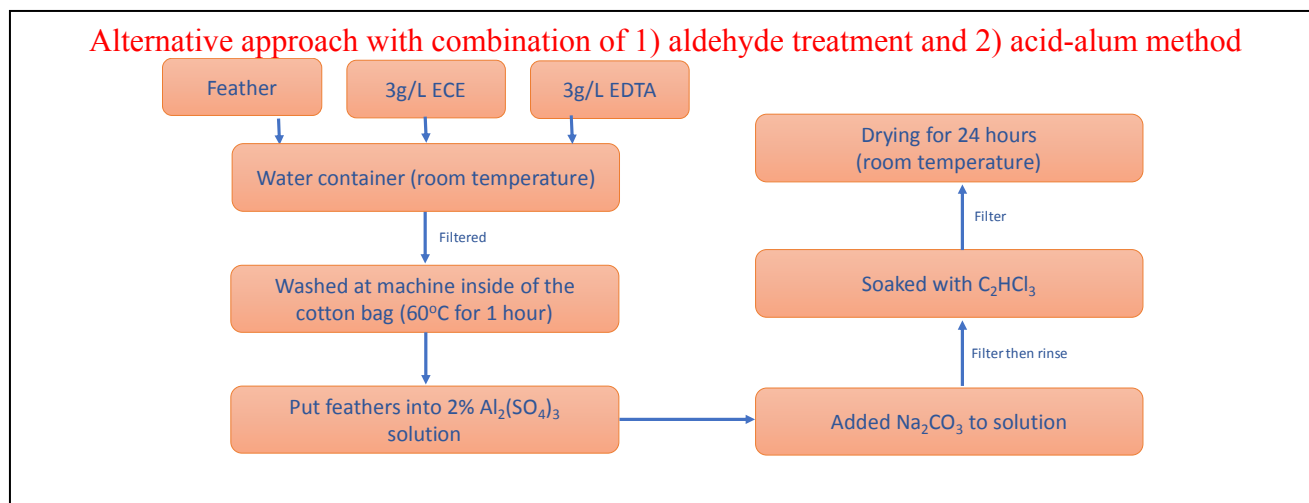 Alternative approach with combination of 1) aldehyde treatment and 2) acid-alum method
Feather
3g/L ECE
3g/L EDTA
Water container (room temperature)
Filtered
Washed at machine inside of the
cotton bag (60°C for 1 hour)
Put feathers into 2% Al₂(SO₄)₃
solution
Added Na₂CO₃ to solution
Filter then rinse
Soaked with C₂HCl₃
Filter
Drying for 24 hours
(room temperature)